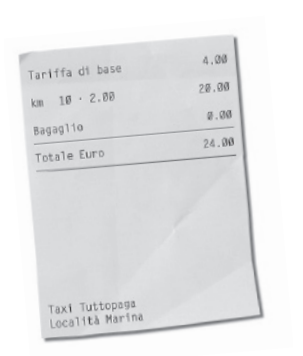 Tariffa di base 4.00
km 10 · 2.00 20.00
Bagaglio 0.00
Totale Euro 24.00
Taxi Tuttopaga
Località Marina